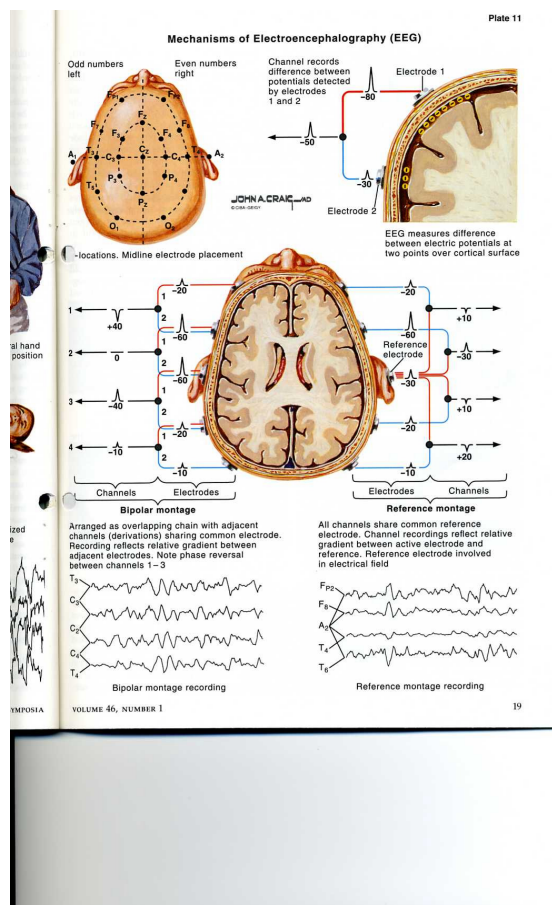 Plate 11
Mechanisms of Electroencephalography (EEG)
Odd numbers
left
Even numbers
right
F
Fz
F3
F4
F8
A1
T3
C3
Cz
C4
A2
T5
P3
P4
Pz
O1
O2
-locations. Midline electrode placement
Channel records
difference between
potentials detected
by electrodes
1 and 2
Electrode 1
−80
−50
−30
Electrode 2
JOHN A. CRAIG MD
© CIBA-GEIGY
EEG measures difference
between electric potentials at
two points over cortical surface
ral hand
position
1
+40
2
0
3
−40
4
−10
1
2
1
2
1
2
1
2
−20
−60
−60
−20
−10
−20
−60
Reference
electrode
−30
−20
−10
+10
−30
+10
+20
Channels
Electrodes
Bipolar montage
Electrodes
Channels
Reference montage
ized
Arranged as overlapping chain with adjacent
channels (derivations) sharing common electrode.
Recording reflects relative gradient between
adjacent electrodes. Note phase reversal
between channels 1–3
All channels share common reference
electrode. Channel recordings reflect relative
gradient between active electrode and
reference. Reference electrode involved
in electrical field
T3
C3
Cz
C4
T4
Bipolar montage recording
FP2
F8
A2
T4
T6
Reference montage recording
YMPOSIA
VOLUME 46, NUMBER 1
19